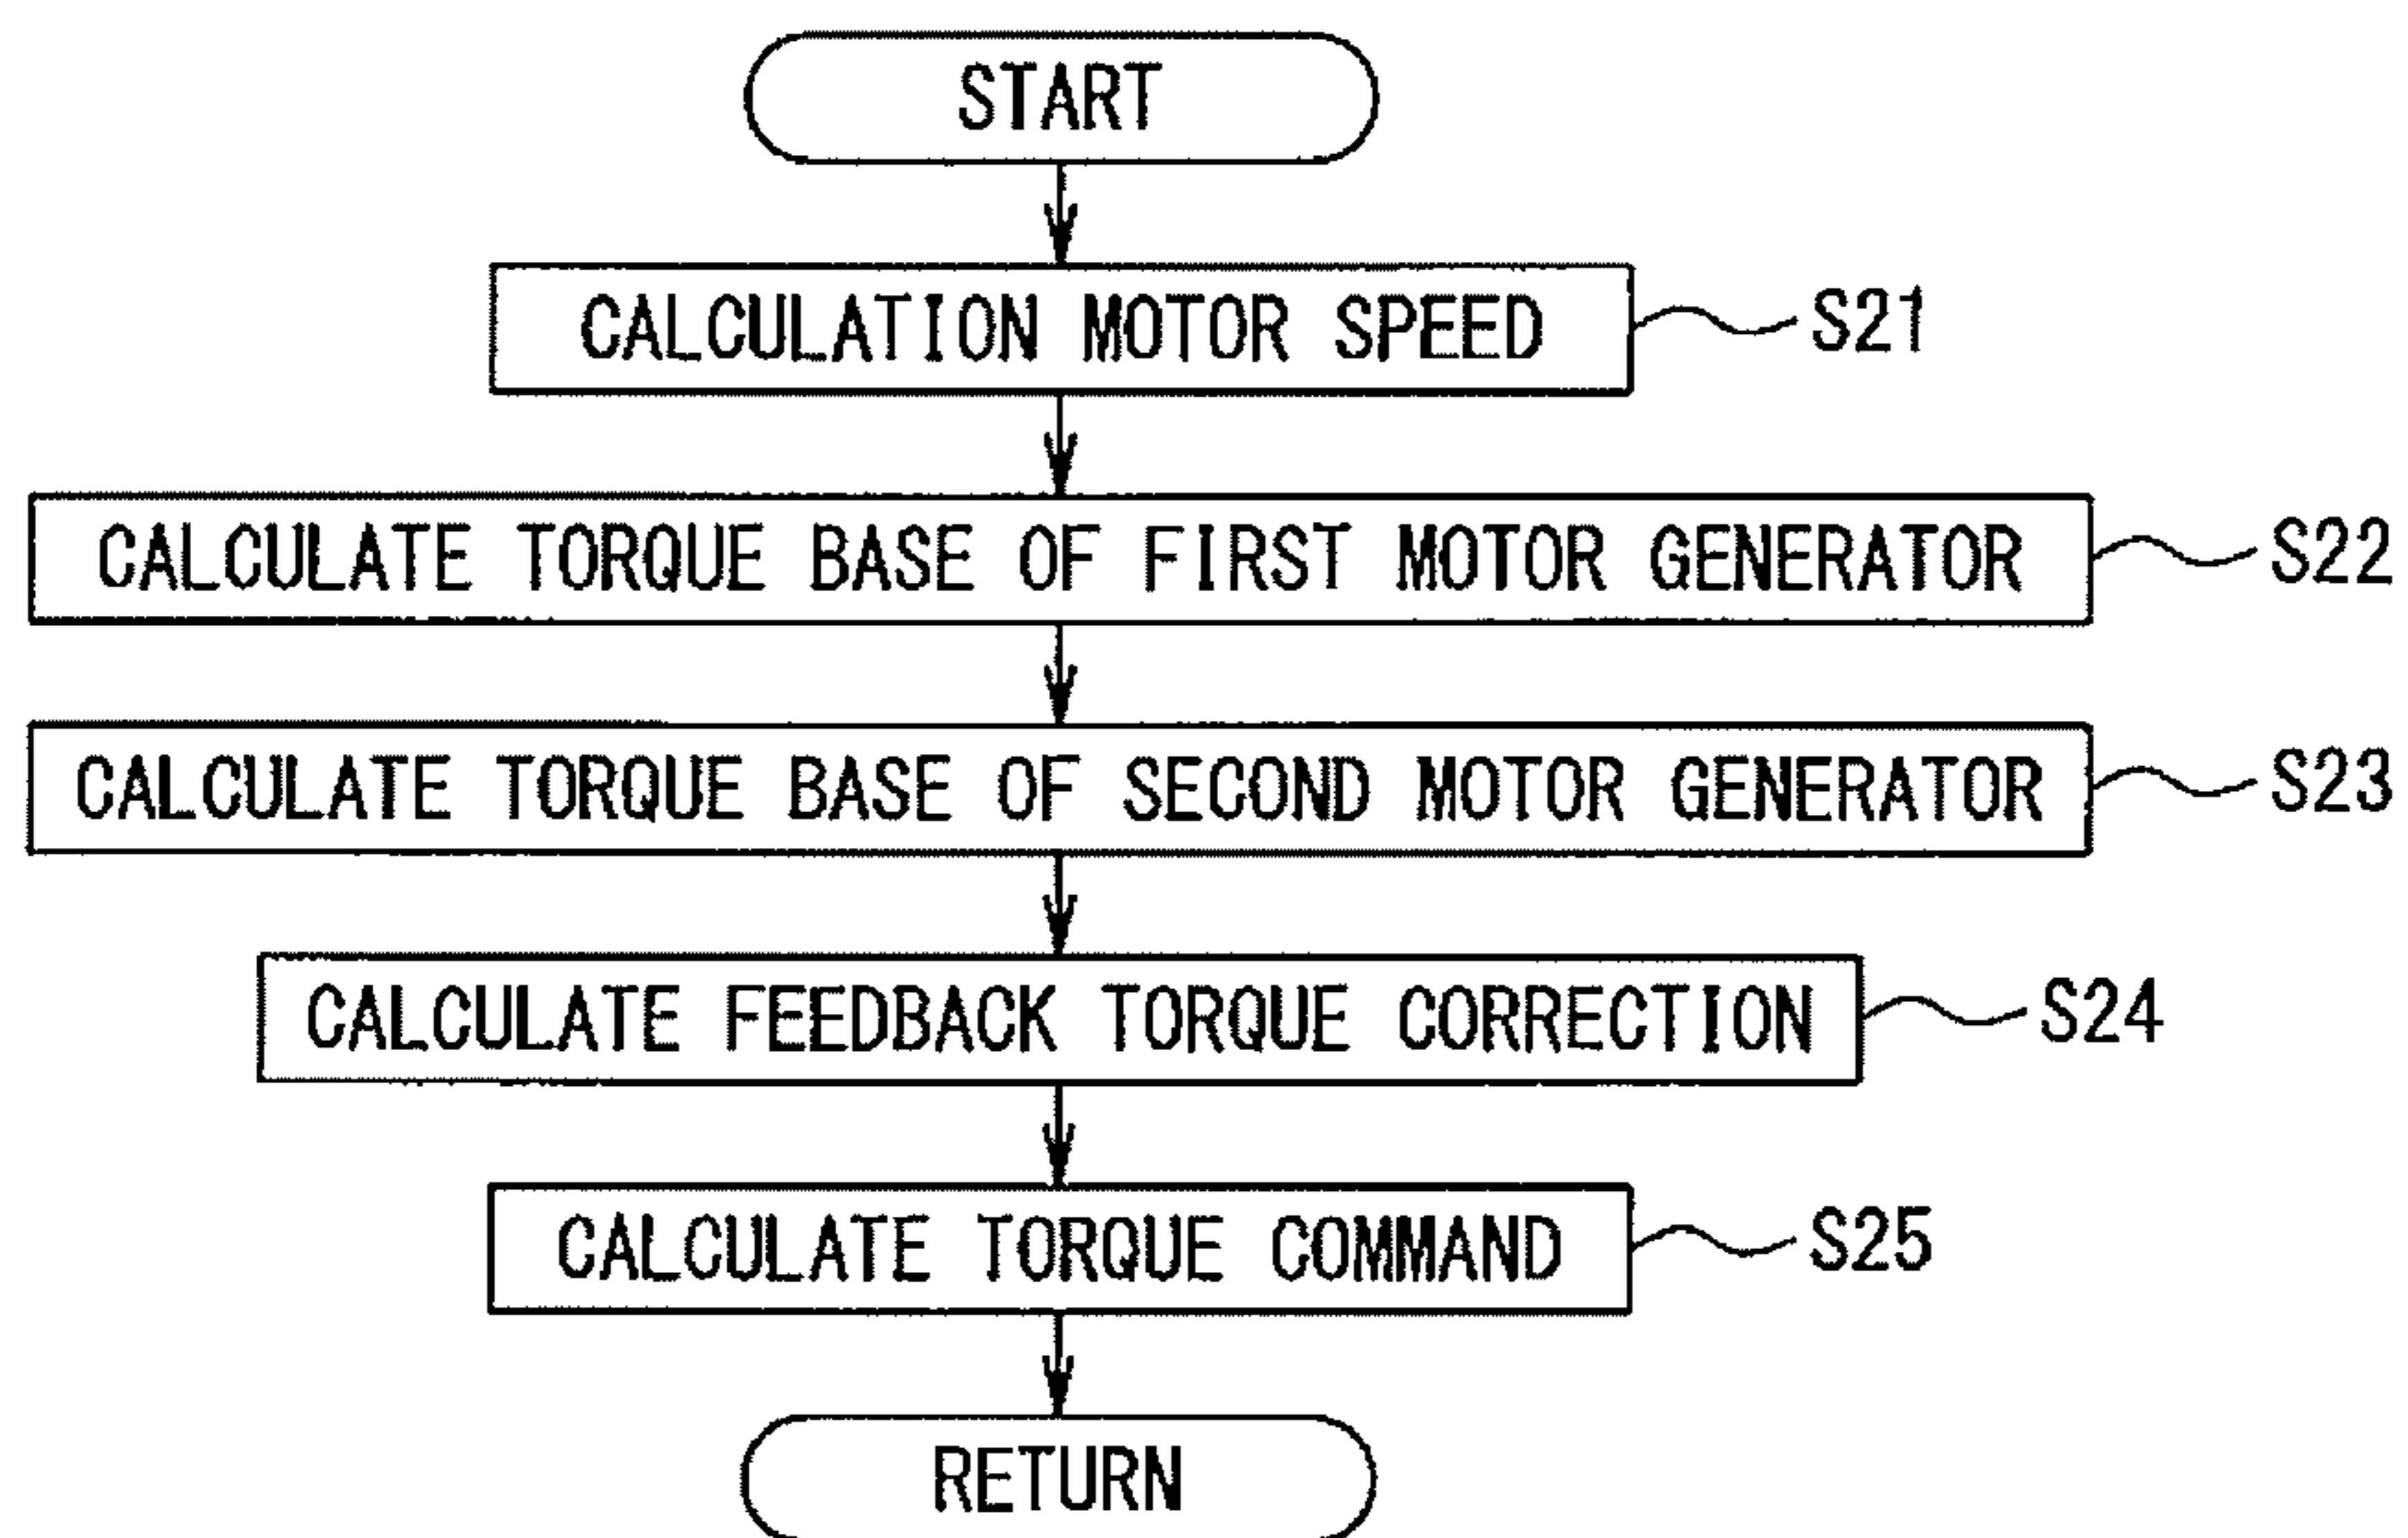 START
CALCULATION MOTOR SPEED S21
CALCULATE TORQUE BASE OF FIRST MOTOR GENERATOR S22
CALCULATE TORQUE BASE OF SECOND MOTOR GENERATOR S23
CALCULATE FEEDBACK TORQUE CORRECTION S24
CALCULATE TORQUE COMMAND S25
RETURN